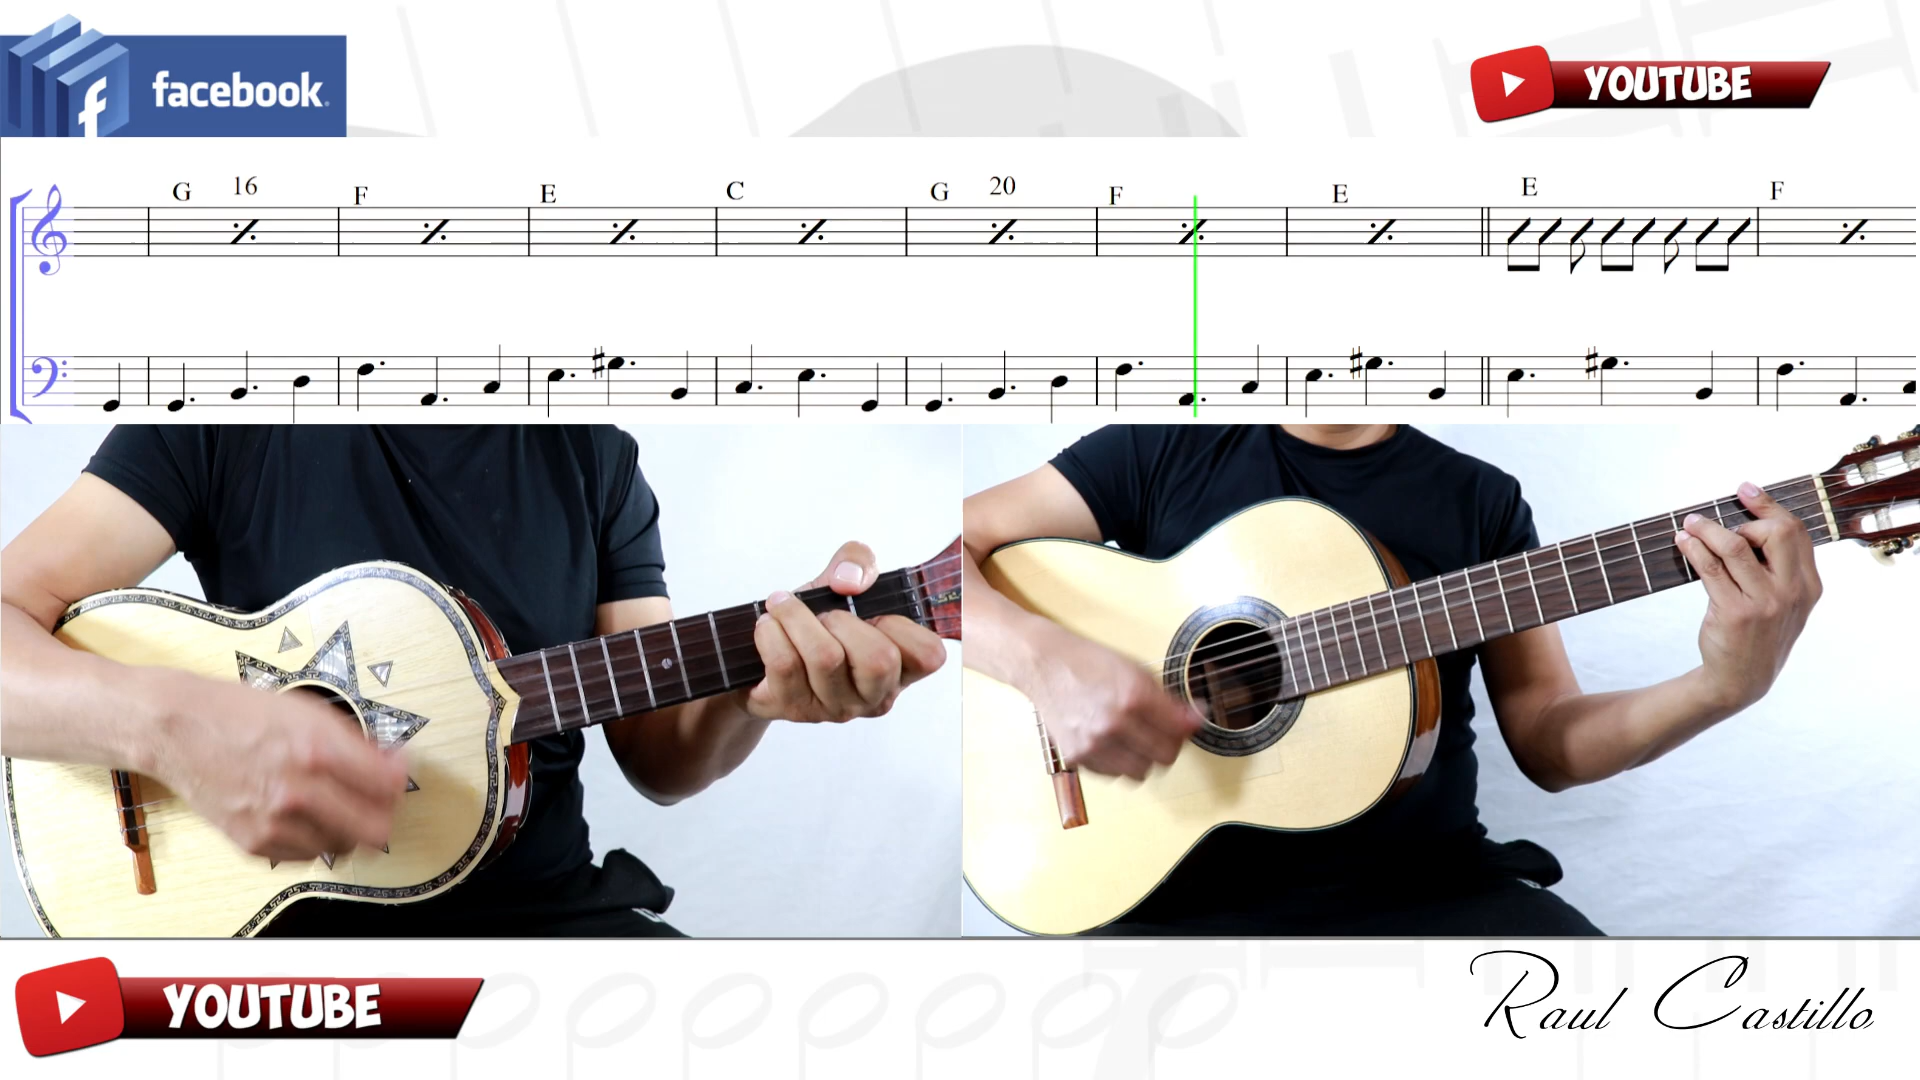 facebook
YOUTUBE
G 16 F E C G 20 F E E F
YOUTUBE
Raul Castillo